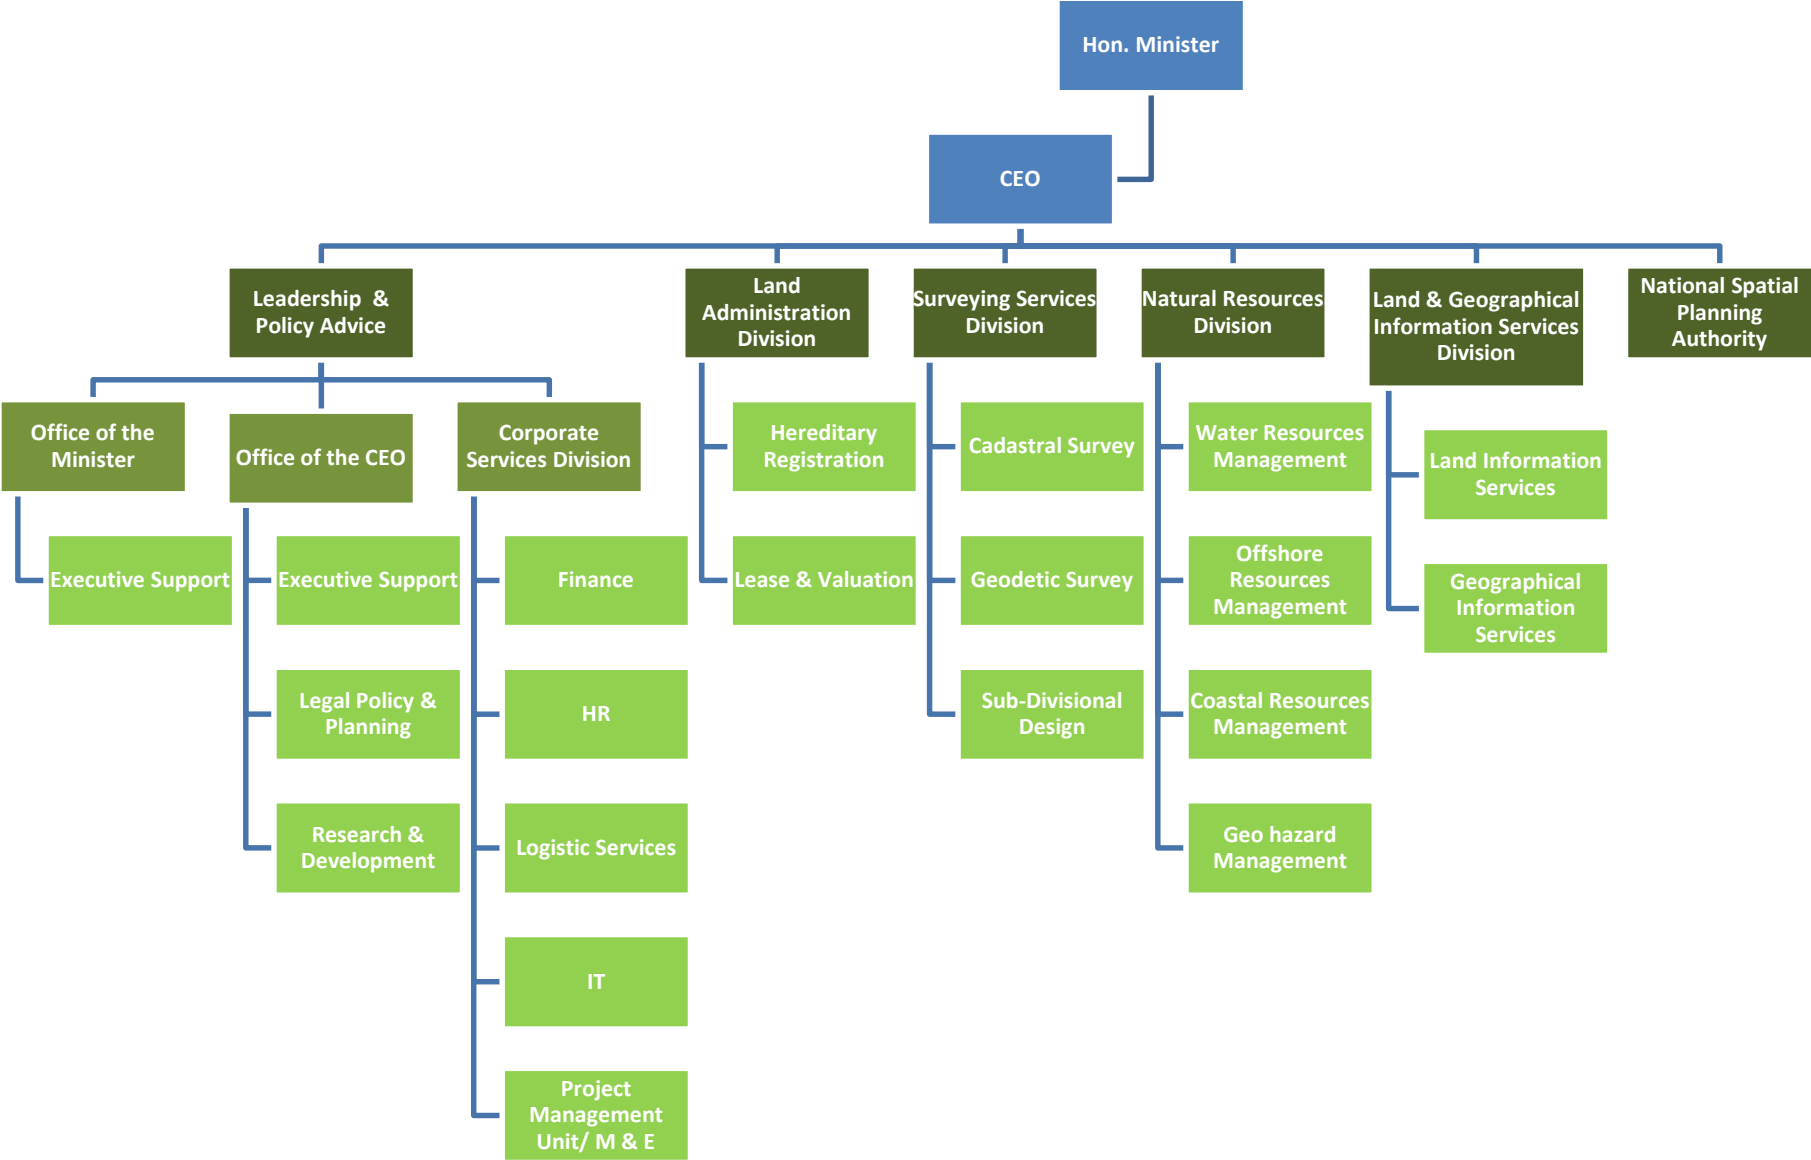 Hon. Minister
CEO
Leadership & 
Policy Advice
Land
Administration
Division
Surveying Services
Division
Natural Resources
Division
Land & Geographical
Information Services
Division
National Spatial
Planning
Authority
Office of the
Minister
Office of the CEO
Corporate
Services Division
Hereditary
Registration
Cadastral Survey
Water Resources
Management
Land Information
Services
Executive Support
Executive Support
Finance
Lease & Valuation
Geodetic Survey
Offshore
Resources
Management
Geographical
Information
Services
Legal Policy &
Planning
HR
Sub-Divisional
Design
Coastal Resources
Management
Research &
Development
Logistic Services
Geo hazard
Management
IT
Project
Management
Unit/ M & E